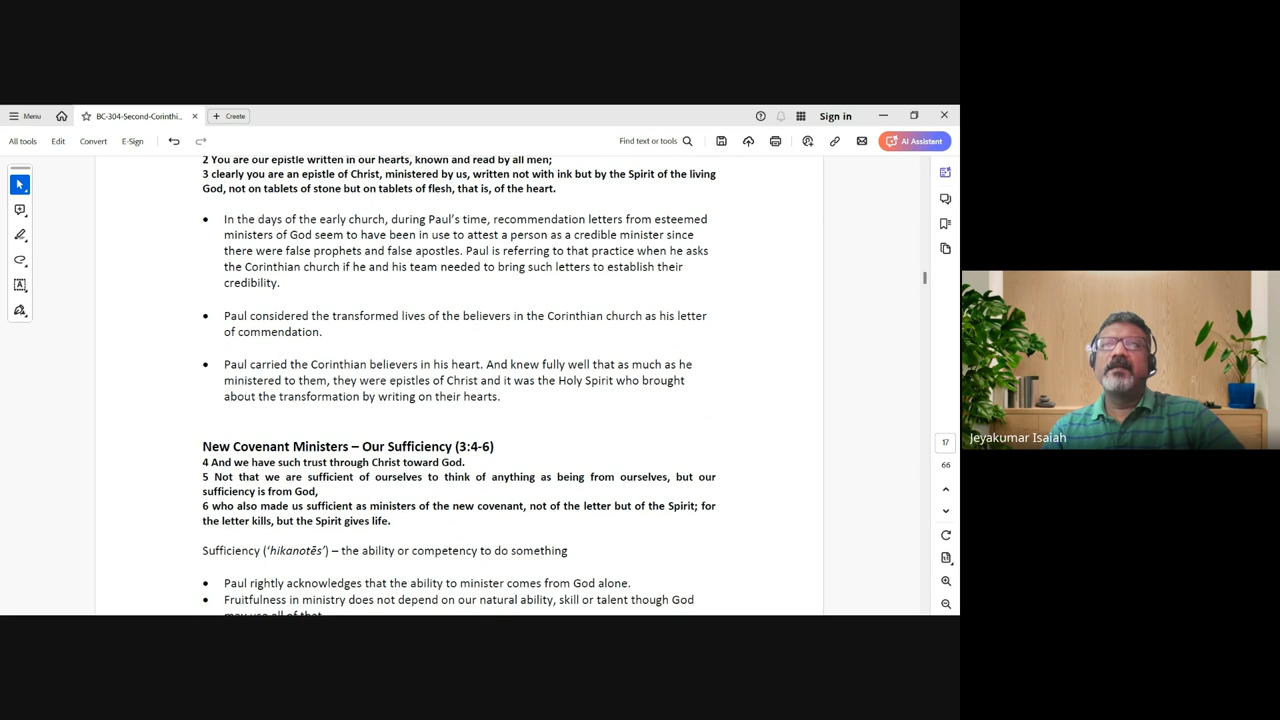 Menu
BC-304-Second-Corinthi...
Create
Sign in
All tools
Edit
Convert
E-Sign
Find text or tools
AI Assistant
2 You are our epistle written in our hearts, known and read by all men;
3 clearly you are an epistle of Christ, ministered by us, written not with ink but by the Spirit of the living
God, not on tablets of stone but on tablets of flesh, that is, of the heart.
• In the days of the early church, during Paul's time, recommendation letters from esteemed
ministers of God seem to have been in use to attest a person as a credible minister since
there were false prophets and false apostles. Paul is referring to that practice when he asks
the Corinthian church if he and his team needed to bring such letters to establish their
credibility.
• Paul considered the transformed lives of the believers in the Corinthian church as his letter
of commendation.
• Paul carried the Corinthian believers in his heart. And knew fully well that as much as he
ministered to them, they were epistles of Christ and it was the Holy Spirit who brought
about the transformation by writing on their hearts.
New Covenant Ministers – Our Sufficiency (3:4-6)
4 And we have such trust through Christ toward God.
5 Not that we are sufficient of ourselves to think of anything as being from ourselves, but our
sufficiency is from God,
6 who also made us sufficient as ministers of the new covenant, not of the letter but of the Spirit; for
the letter kills, but the Spirit gives life.
Sufficiency ('hikanotēs') – the ability or competency to do something
• Paul rightly acknowledges that the ability to minister comes from God alone.
• Fruitfulness in ministry does not depend on our natural ability, skill or talent though God
may use all of that
17
66
Jeyakumar Isaiah